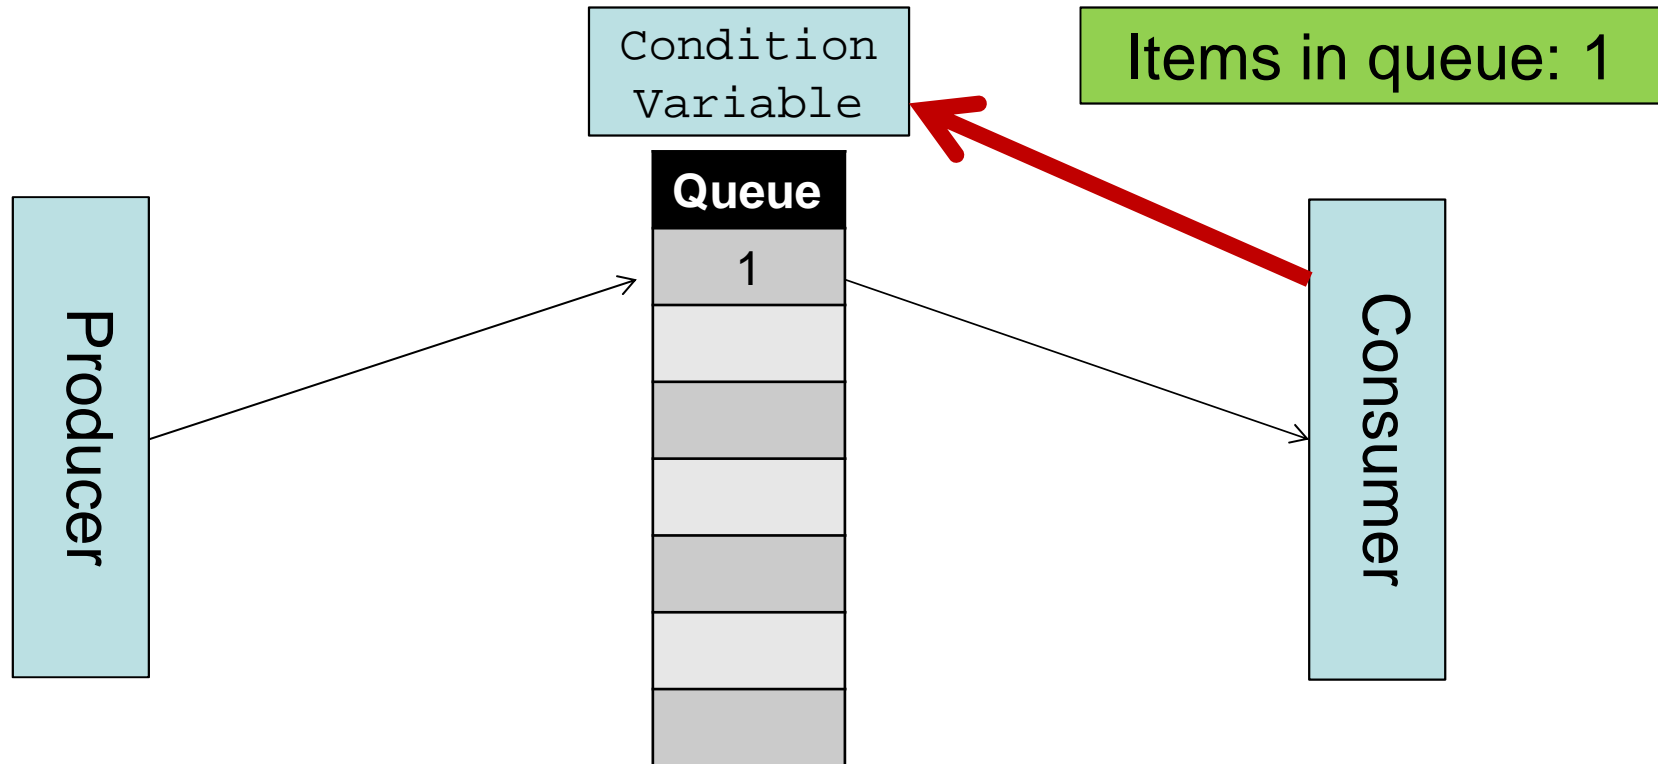 Condition
Variable
Items in queue: 1
Queue
1
Producer
Consumer